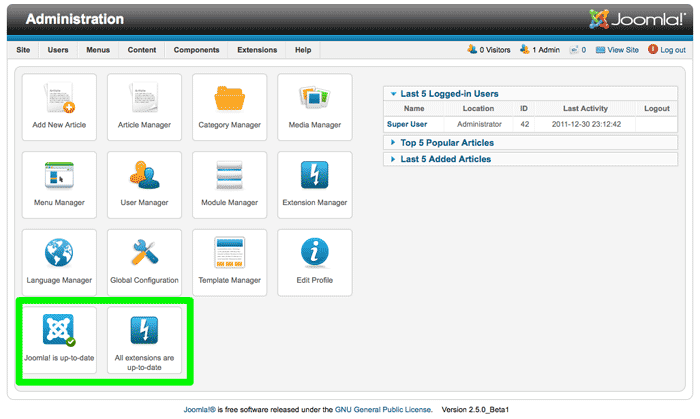 Administration
Joomla!®
Site Users Menus Content Components Extensions Help
0 Visitors 1 Admin 0 View Site Log out
Add New Article Article Manager Category Manager Media Manager
Menu Manager User Manager Module Manager Extension Manager
Language Manager Global Configuration Template Manager Edit Profile
Joomla! is up-to-date All extensions are
up-to-date
Last 5 Logged-in Users
Name Location ID Last Activity Logout
Super User Administrator 42 2011-12-30 23:12:42
Top 5 Popular Articles
Last 5 Added Articles
Joomla!® is free software released under the GNU General Public License. Version 2.5.0_Beta1